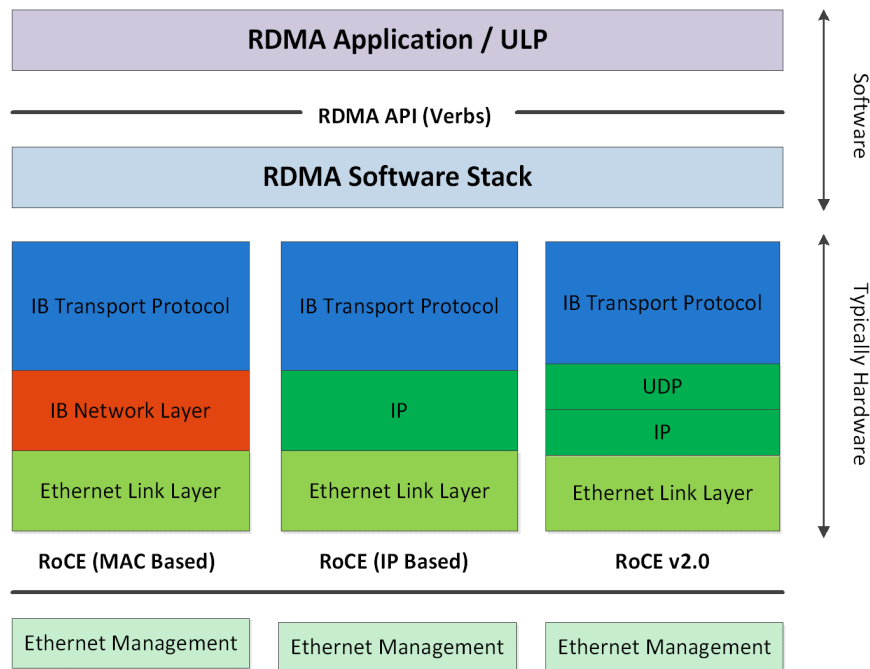 RDMA Application / ULP
RDMA API (Verbs)
RDMA Software Stack
Software
IB Transport Protocol
IB Network Layer
Ethernet Link Layer
RoCE (MAC Based)
IB Transport Protocol
IP
Ethernet Link Layer
RoCE (IP Based)
IB Transport Protocol
UDP
IP
Ethernet Link Layer
RoCE v2.0
Typically Hardware
Ethernet Management
Ethernet Management
Ethernet Management